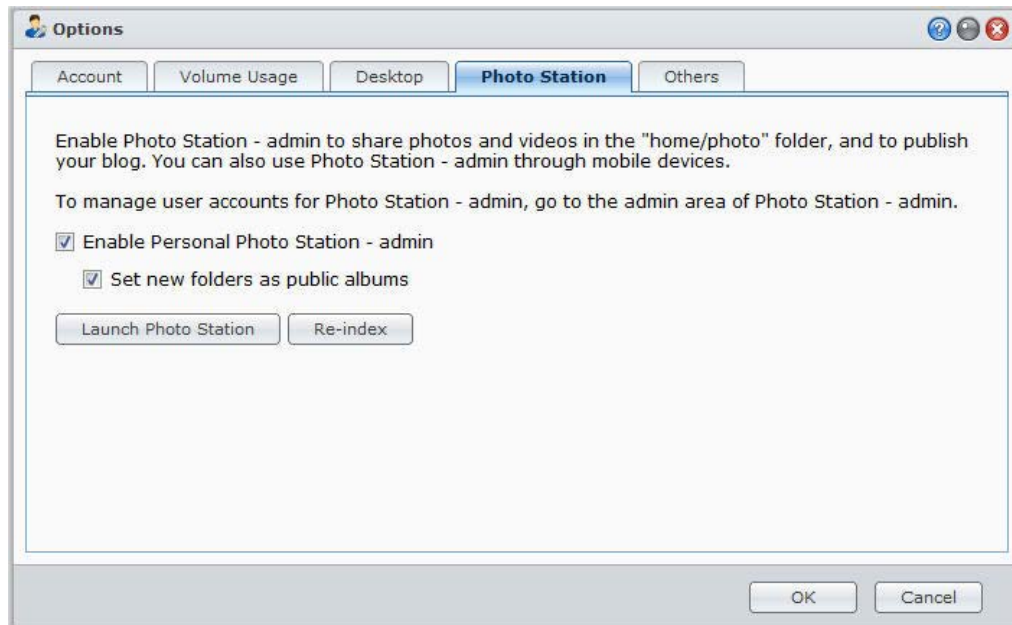 Options
Account Volume Usage Desktop Photo Station Others
Enable Photo Station - admin to share photos and videos in the "home/photo" folder, and to publish
your blog. You can also use Photo Station - admin through mobile devices.
To manage user accounts for Photo Station - admin, go to the admin area of Photo Station - admin.
Enable Personal Photo Station - admin
Set new folders as public albums
Launch Photo Station Re-index
OK Cancel